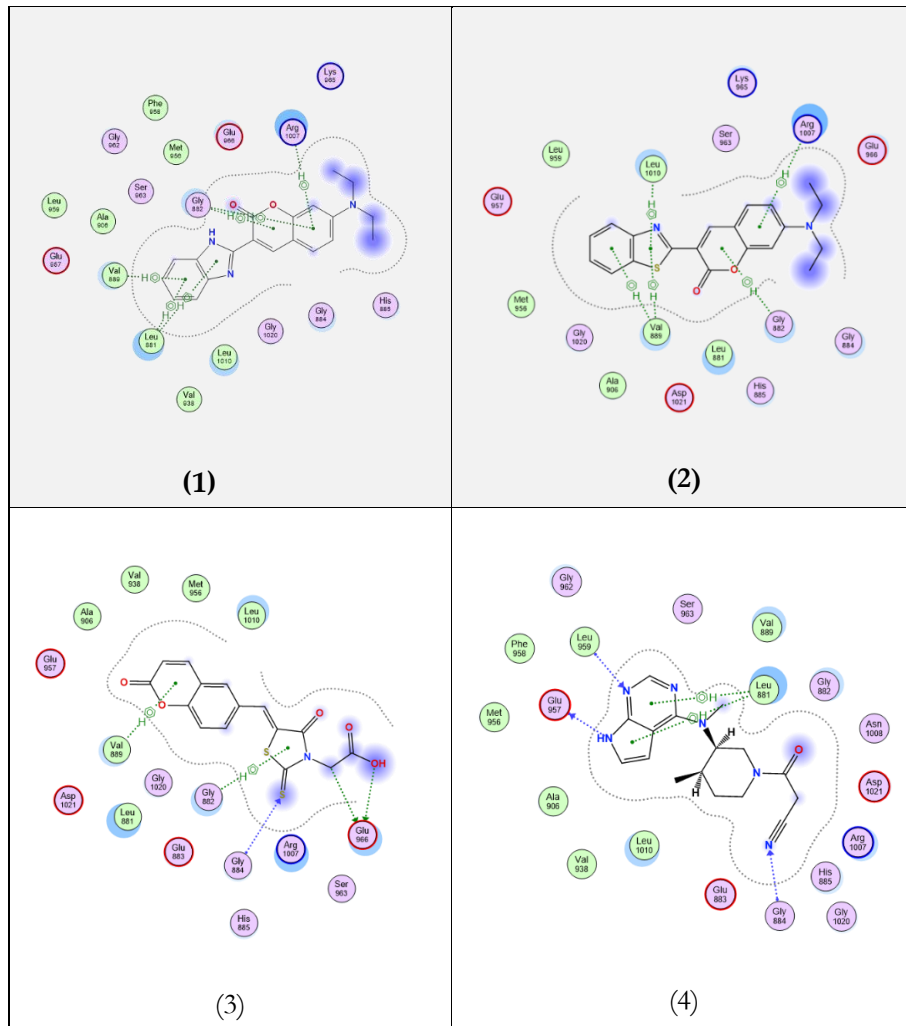 Lys
965
Phe
958
Glu
966
Arg
1007
Gly
962
Met
956
H
Ser
963
Gly
882
H
O
O
N
Leu
959
Ala
906
H
N
Glu
957
N
Val
889
H
H
H
His
885
Gly
884
Gly
1020
Leu
881
Leu
1010
Val
938
(1)
Lys
965
Arg
1007
Ser
963
Glu
966
Leu
959
Leu
1010
H
Glu
957
H
N
N
S
O
O
H
H
H
Met
956
Gly
1020
Val
889
Gly
882
Gly
884
Leu
881
Ala
906
Asp
1021
His
885
(2)
Val
938
Met
956
Leu
1010
Ala
906
Glu
957
O
O
H
O
O
Val
889
S
N
OH
Gly
1020
H
Asp
1021
Gly
882
S
Leu
881
Glu
966
Glu
883
Arg
1007
Gly
884
Ser
963
His
885
(3)
Gly
962
Ser
963
Val
889
Leu
959
Phe
958
Leu
881
Gly
882
N
N
H
Glu
957
H
Met
956
HN
N
Asn
1008
H
O
N
H
Asp
1021
Ala
906
N
Arg
1007
Leu
1010
Val
938
His
885
Glu
883
Gly
884
Gly
1020
(4)